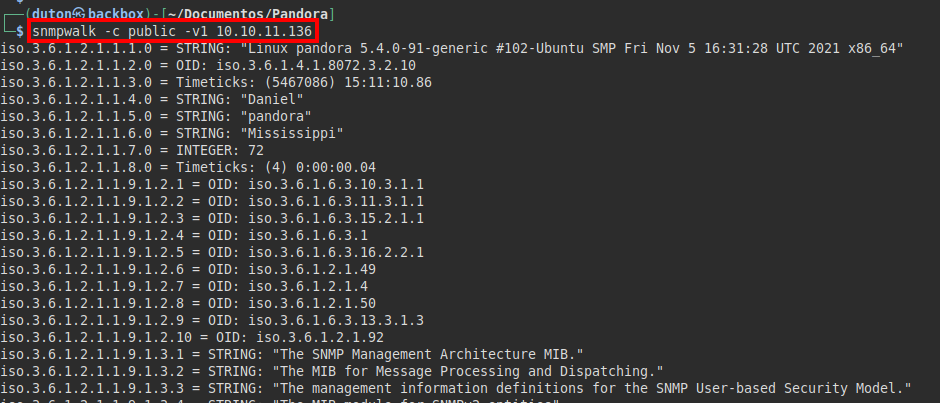 ┌──(duton㉿backbox)-[~/Documentos/Pandora]
└─$ snmpwalk -c public -v1 10.10.11.136
iso.3.6.1.2.1.1.1.0 = STRING: "Linux pandora 5.4.0-91-generic #102-Ubuntu SMP Fri Nov 5 16:31:28 UTC 2021 x86_64"
iso.3.6.1.2.1.1.2.0 = OID: iso.3.6.1.4.1.8072.3.2.10
iso.3.6.1.2.1.1.3.0 = Timeticks: (5467086) 15:11:10.86
iso.3.6.1.2.1.1.4.0 = STRING: "Daniel"
iso.3.6.1.2.1.1.5.0 = STRING: "pandora"
iso.3.6.1.2.1.1.6.0 = STRING: "Mississippi"
iso.3.6.1.2.1.1.7.0 = INTEGER: 72
iso.3.6.1.2.1.1.8.0 = Timeticks: (4) 0:00:00.04
iso.3.6.1.2.1.1.9.1.2.1 = OID: iso.3.6.1.6.3.10.3.1.1
iso.3.6.1.2.1.1.9.1.2.2 = OID: iso.3.6.1.6.3.11.3.1.1
iso.3.6.1.2.1.1.9.1.2.3 = OID: iso.3.6.1.6.3.15.2.1.1
iso.3.6.1.2.1.1.9.1.2.4 = OID: iso.3.6.1.6.3.1
iso.3.6.1.2.1.1.9.1.2.5 = OID: iso.3.6.1.6.3.16.2.2.1
iso.3.6.1.2.1.1.9.1.2.6 = OID: iso.3.6.1.2.1.49
iso.3.6.1.2.1.1.9.1.2.7 = OID: iso.3.6.1.2.1.4
iso.3.6.1.2.1.1.9.1.2.8 = OID: iso.3.6.1.2.1.50
iso.3.6.1.2.1.1.9.1.2.9 = OID: iso.3.6.1.6.3.13.3.1.3
iso.3.6.1.2.1.1.9.1.2.10 = OID: iso.3.6.1.2.1.92
iso.3.6.1.2.1.1.9.1.3.1 = STRING: "The SNMP Management Architecture MIB."
iso.3.6.1.2.1.1.9.1.3.2 = STRING: "The MIB for Message Processing and Dispatching."
iso.3.6.1.2.1.1.9.1.3.3 = STRING: "The management information definitions for the SNMP User-based Security Model."
iso.3.6.1.2.1.1.9.1.3.4 = STRING: "The MIB module for SNMPv2 entities"